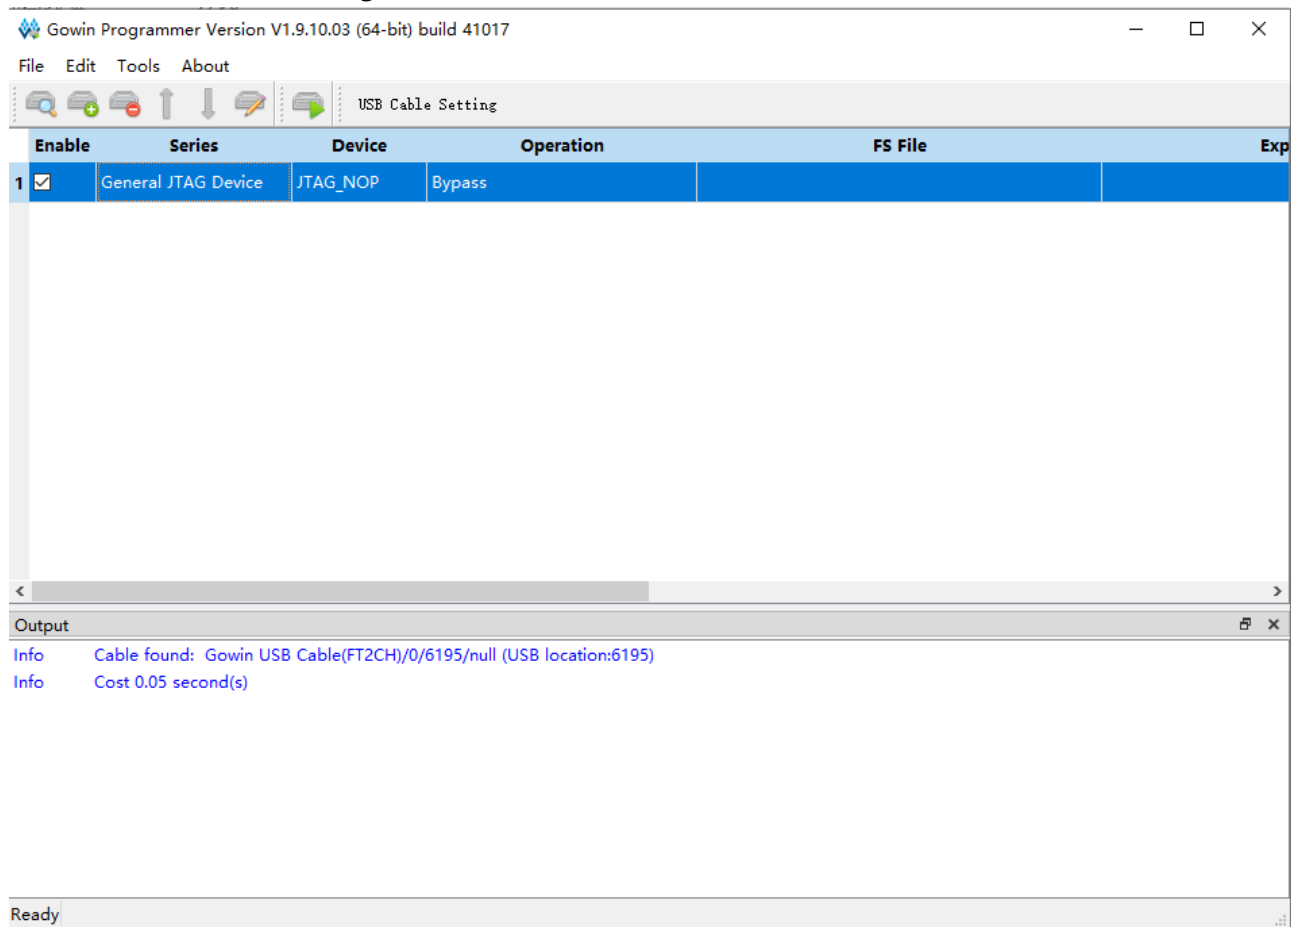 Gowin Programmer Version V1.9.10.03 (64-bit) build 41017
File Edit Tools About
USB Cable Setting
Enable Series Device Operation FS File Exp
1 General JTAG Device JTAG_NOP Bypass
Output
Info Cable found: Gowin USB Cable(FT2CH)/0/6195/null (USB location:6195)
Info Cost 0.05 second(s)
Ready